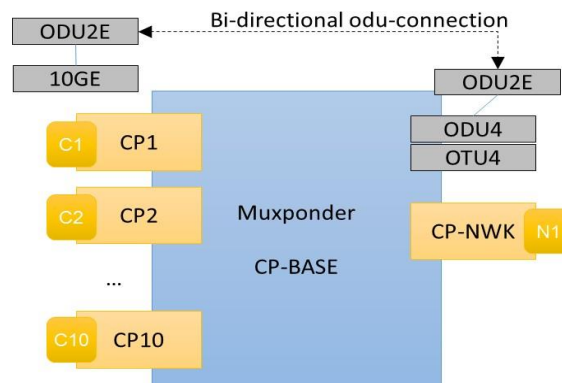 Bi-directional odu-connection
ODU2E
10GE
ODU2E
ODU4
OTU4
C1
CP1
C2
CP2
Muxponder
CP-NWK
N1
CP-BASE
...
C10
CP10